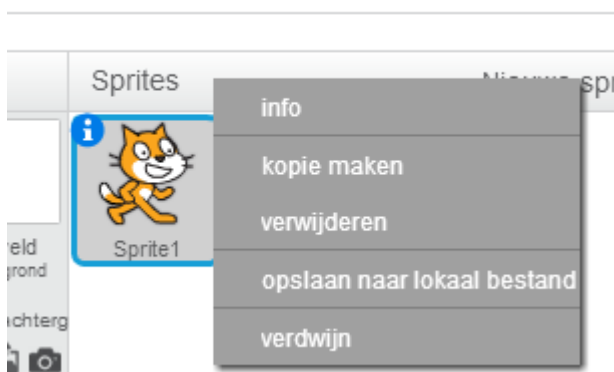 Sprites
info
kopie maken
verwijderen
opslaan naar lokaal bestand
verdwijn
Sprite1